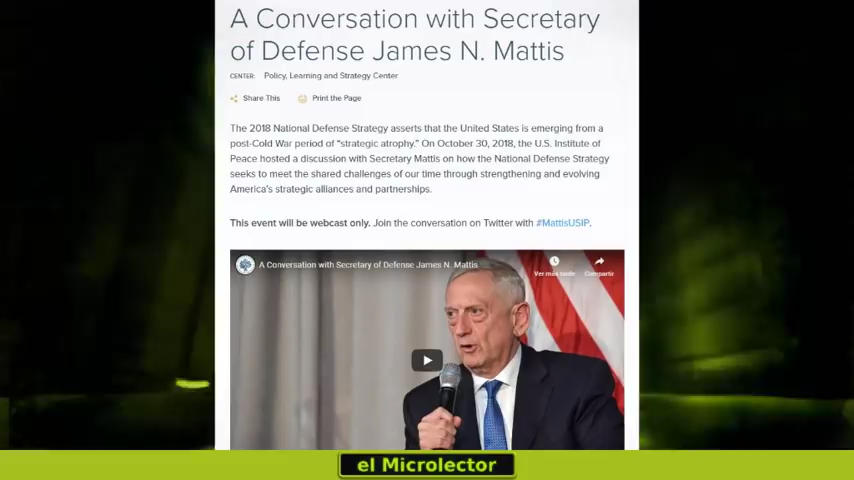 A Conversation with Secretary
of Defense James N. Mattis
CENTER: Policy, Learning and Strategy Center
Share This Print the Page
The 2018 National Defense Strategy asserts that the United States is emerging from a
post-Cold War period of “strategic atrophy.” On October 30, 2018, the U.S. Institute of
Peace hosted a discussion with Secretary Mattis on how the National Defense Strategy
seeks to meet the shared challenges of our time through strengthening and evolving
America's strategic alliances and partnerships.
This event will be webcast only. Join the conversation on Twitter with #MattisUSIP.
A Conversation with Secretary of Defense James N. Mattis
Ver más tarde Compartir
el Microlector